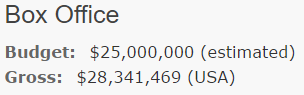 Box Office
Budget: $25,000,000 (estimated)
Gross: $28,341,469 (USA)